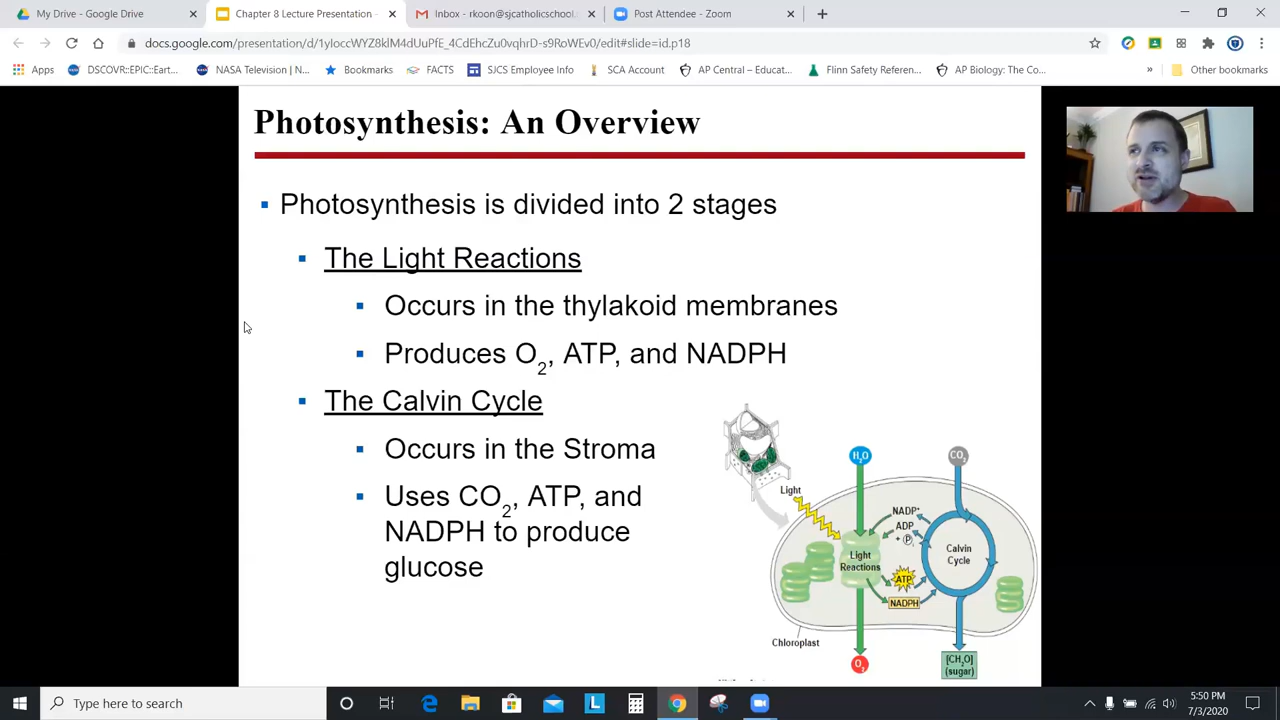 My Drive - Google Drive
Chapter 8 Lecture Presentation
Inbox - rkoon@sjcatholicschool.
Post Attendee - Zoom
docs.google.com/presentation/d/1yIoccWYZ8klM4dUuPfE_4CdEhcZu0vqhrD-s9RoWEv0/edit#slide=id.p18
Apps
DSCOVR::EPIC::Eart...
NASA Television | N...
Bookmarks
FACTS
SJCS Employee Info
SCA Account
AP Central – Educat...
Flinn Safety Referen...
AP Biology: The Co...
»
Other bookmarks
Photosynthesis: An Overview
▪ Photosynthesis is divided into 2 stages
▪ The Light Reactions
▪ Occurs in the thylakoid membranes
▪ Produces O₂, ATP, and NADPH
▪ The Calvin Cycle
▪ Occurs in the Stroma
▪ Uses CO₂, ATP, and
NADPH to produce
glucose
H₂O
CO₂
Light
NADP⁺
ADP
+ P
Light
Reactions
Calvin
Cycle
ATP
NADPH
Chloroplast
O₂
[CH₂O]
(sugar)
Type here to search
L
5:50 PM
7/3/2020